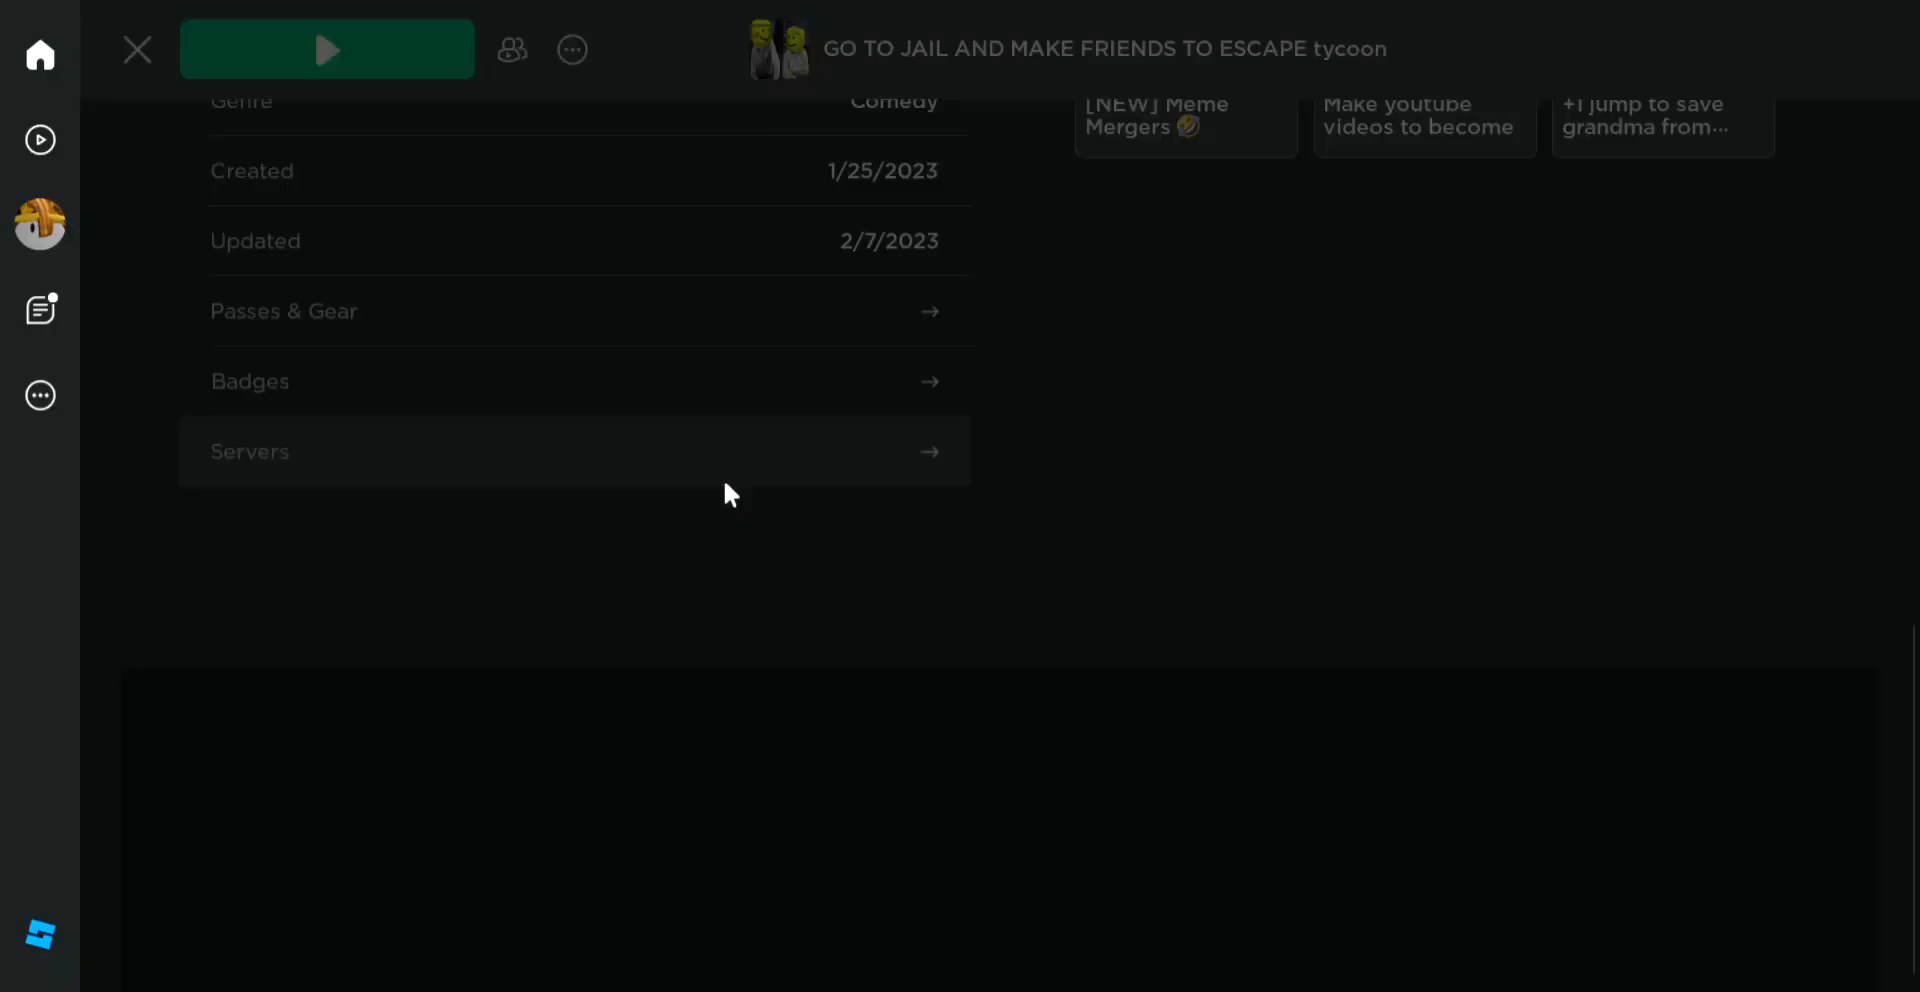 GO TO JAIL AND MAKE FRIENDS TO ESCAPE tycoon
Genre
Comedy
Created
1/25/2023
Updated
2/7/2023
Passes & Gear
Badges
Servers
[NEW] Meme
Mergers 🤣
Make youtube
videos to become
+1 jump to save
grandma from...